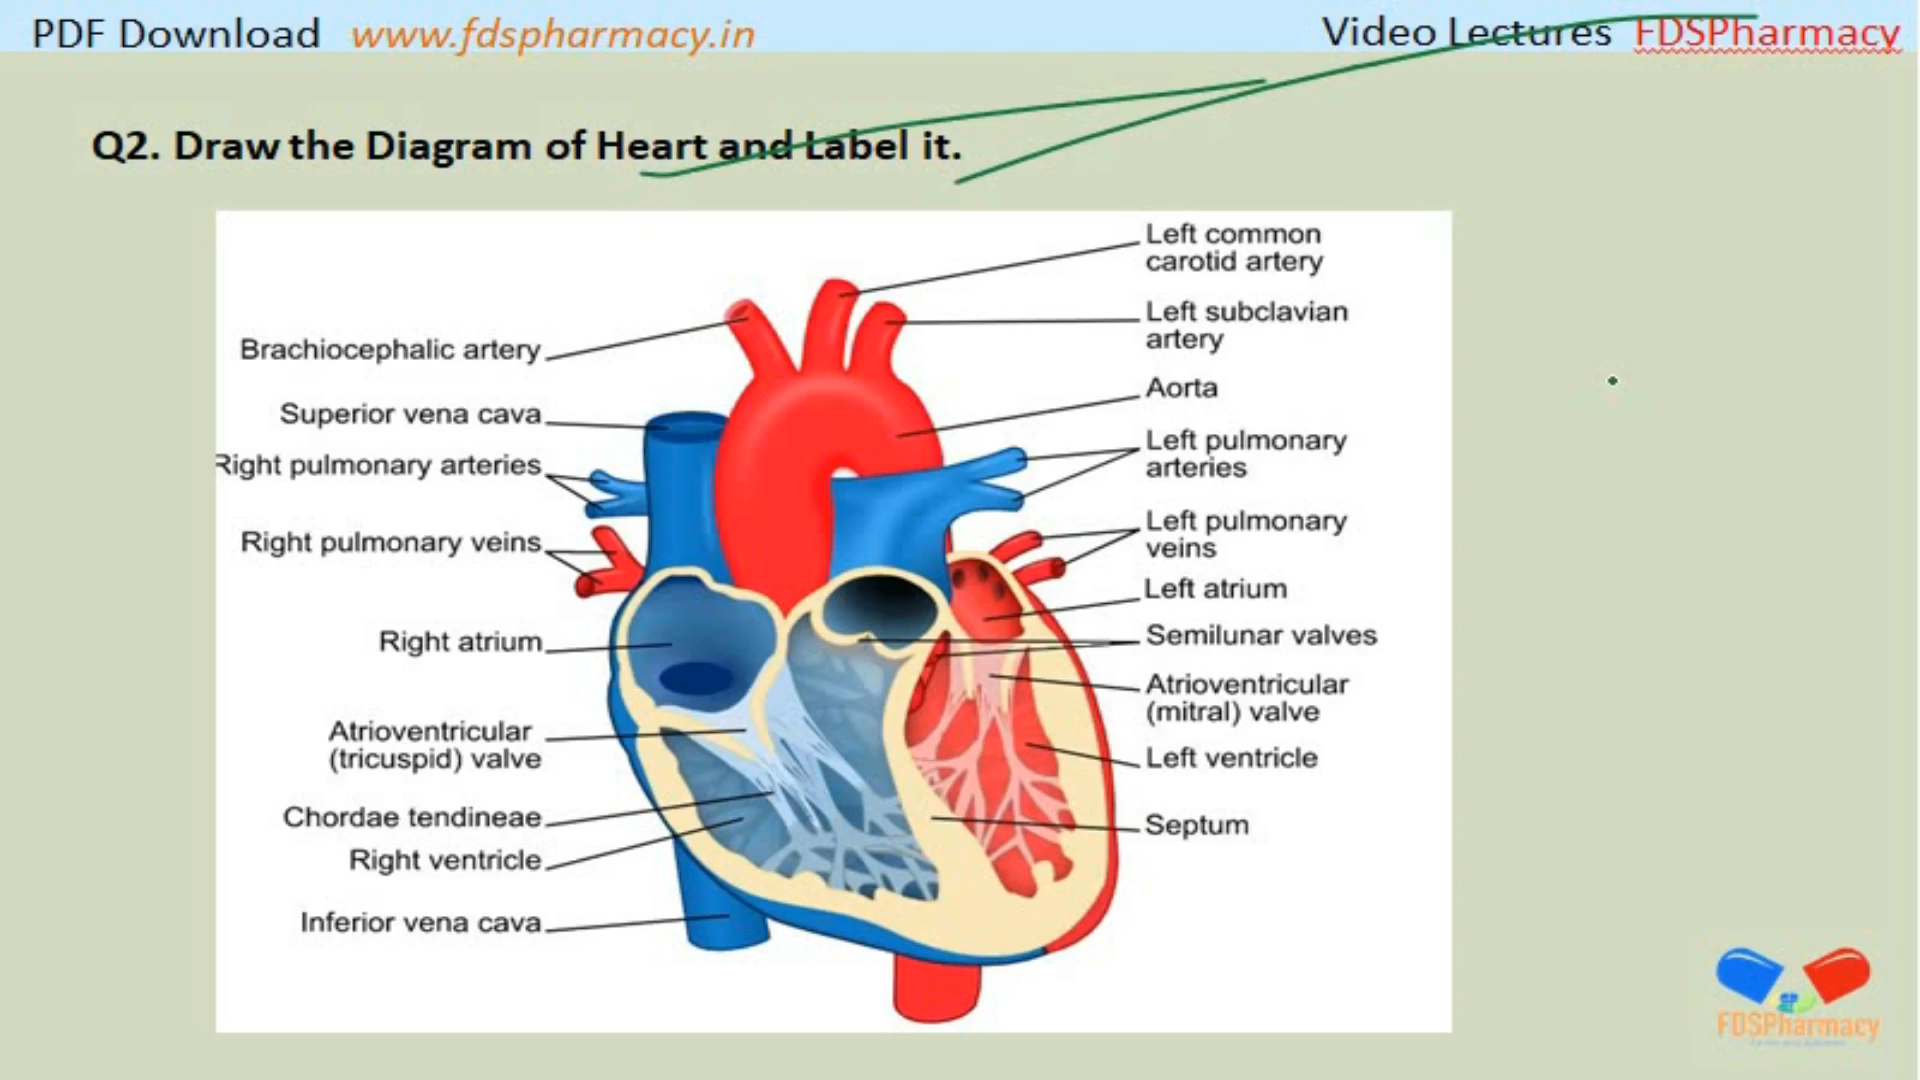 PDF Download www.fdspharmacy.in
Video Lectures FDSPharmacy
Q2. Draw the Diagram of Heart and Label it.
Brachiocephalic artery
Superior vena cava
Right pulmonary arteries
Right pulmonary veins
Right atrium
Atrioventricular
(tricuspid) valve
Chordae tendineae
Right ventricle
Inferior vena cava
Left common
carotid artery
Left subclavian
artery
Aorta
Left pulmonary
arteries
Left pulmonary
veins
Left atrium
Semilunar valves
Atrioventricular
(mitral) valve
Left ventricle
Septum
FDSPharmacy